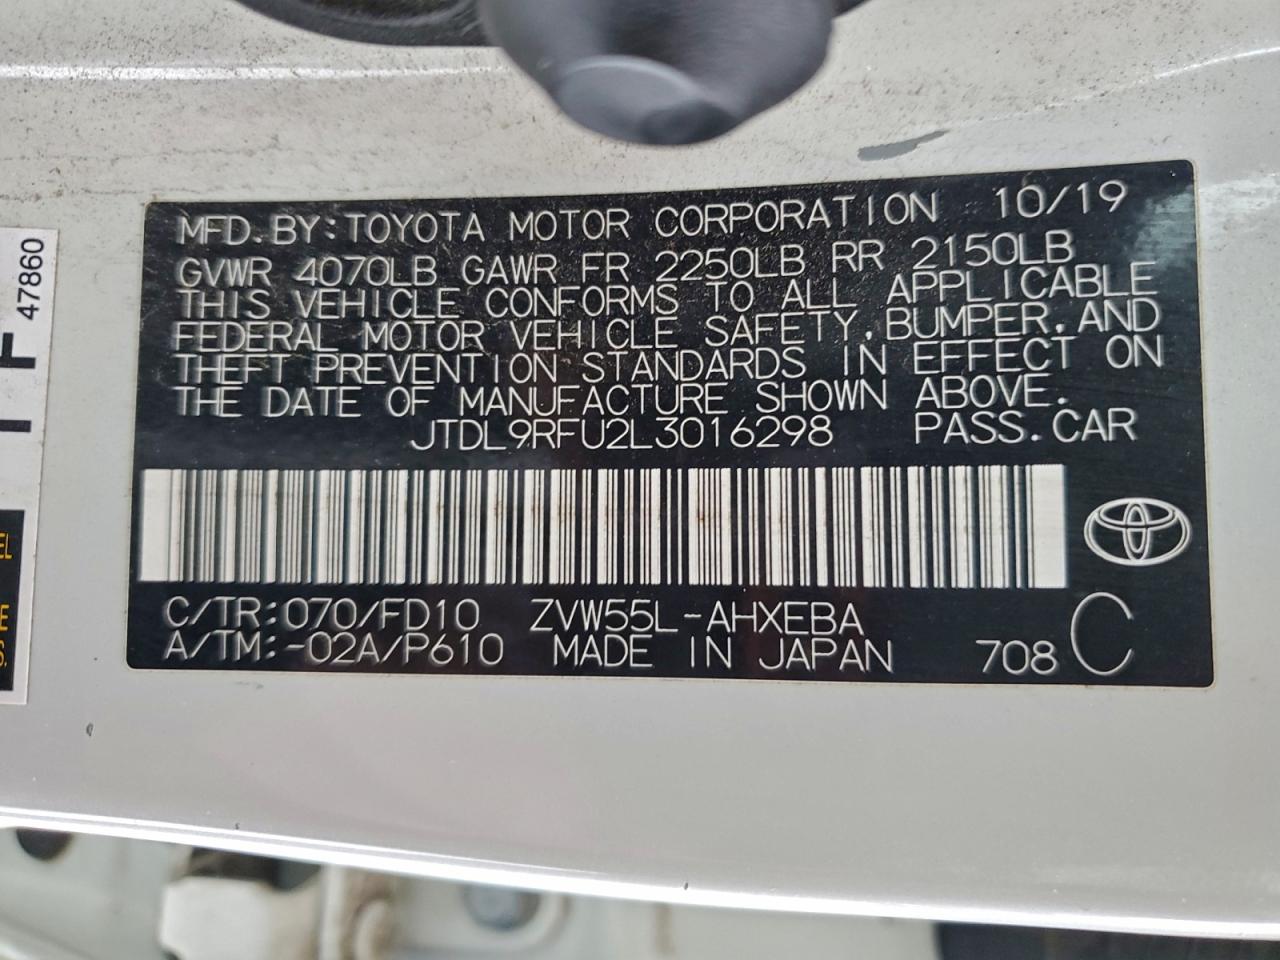 MFD.BY:TOYOTA MOTOR CORPORATION 10/19
GVWR 4070LB GAWR FR 2250LB RR 2150LB
THIS VEHICLE CONFORMS TO ALL APPLICABLE
FEDERAL MOTOR VEHICLE SAFETY,BUMPER,AND
THEFT PREVENTION STANDARDS IN EFFECT ON
THE DATE OF MANUFACTURE SHOWN ABOVE.
JTDL9RFU2L3016298 PASS.CAR
C/TR:070/FD10 ZVW55L-AHXEBA
A/TM:-02A/P610 MADE IN JAPAN 708 C
47860